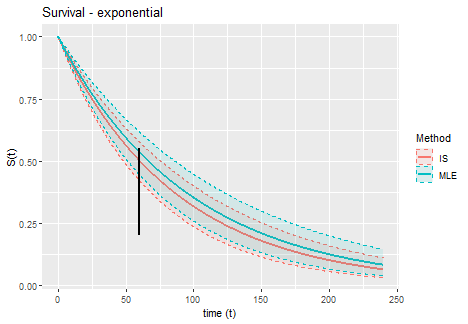 Survival - exponential
1.00
0.75
0.50
0.25
0.00
S(t)
0
50
100
150
200
250
time (t)
Method
IS
MLE